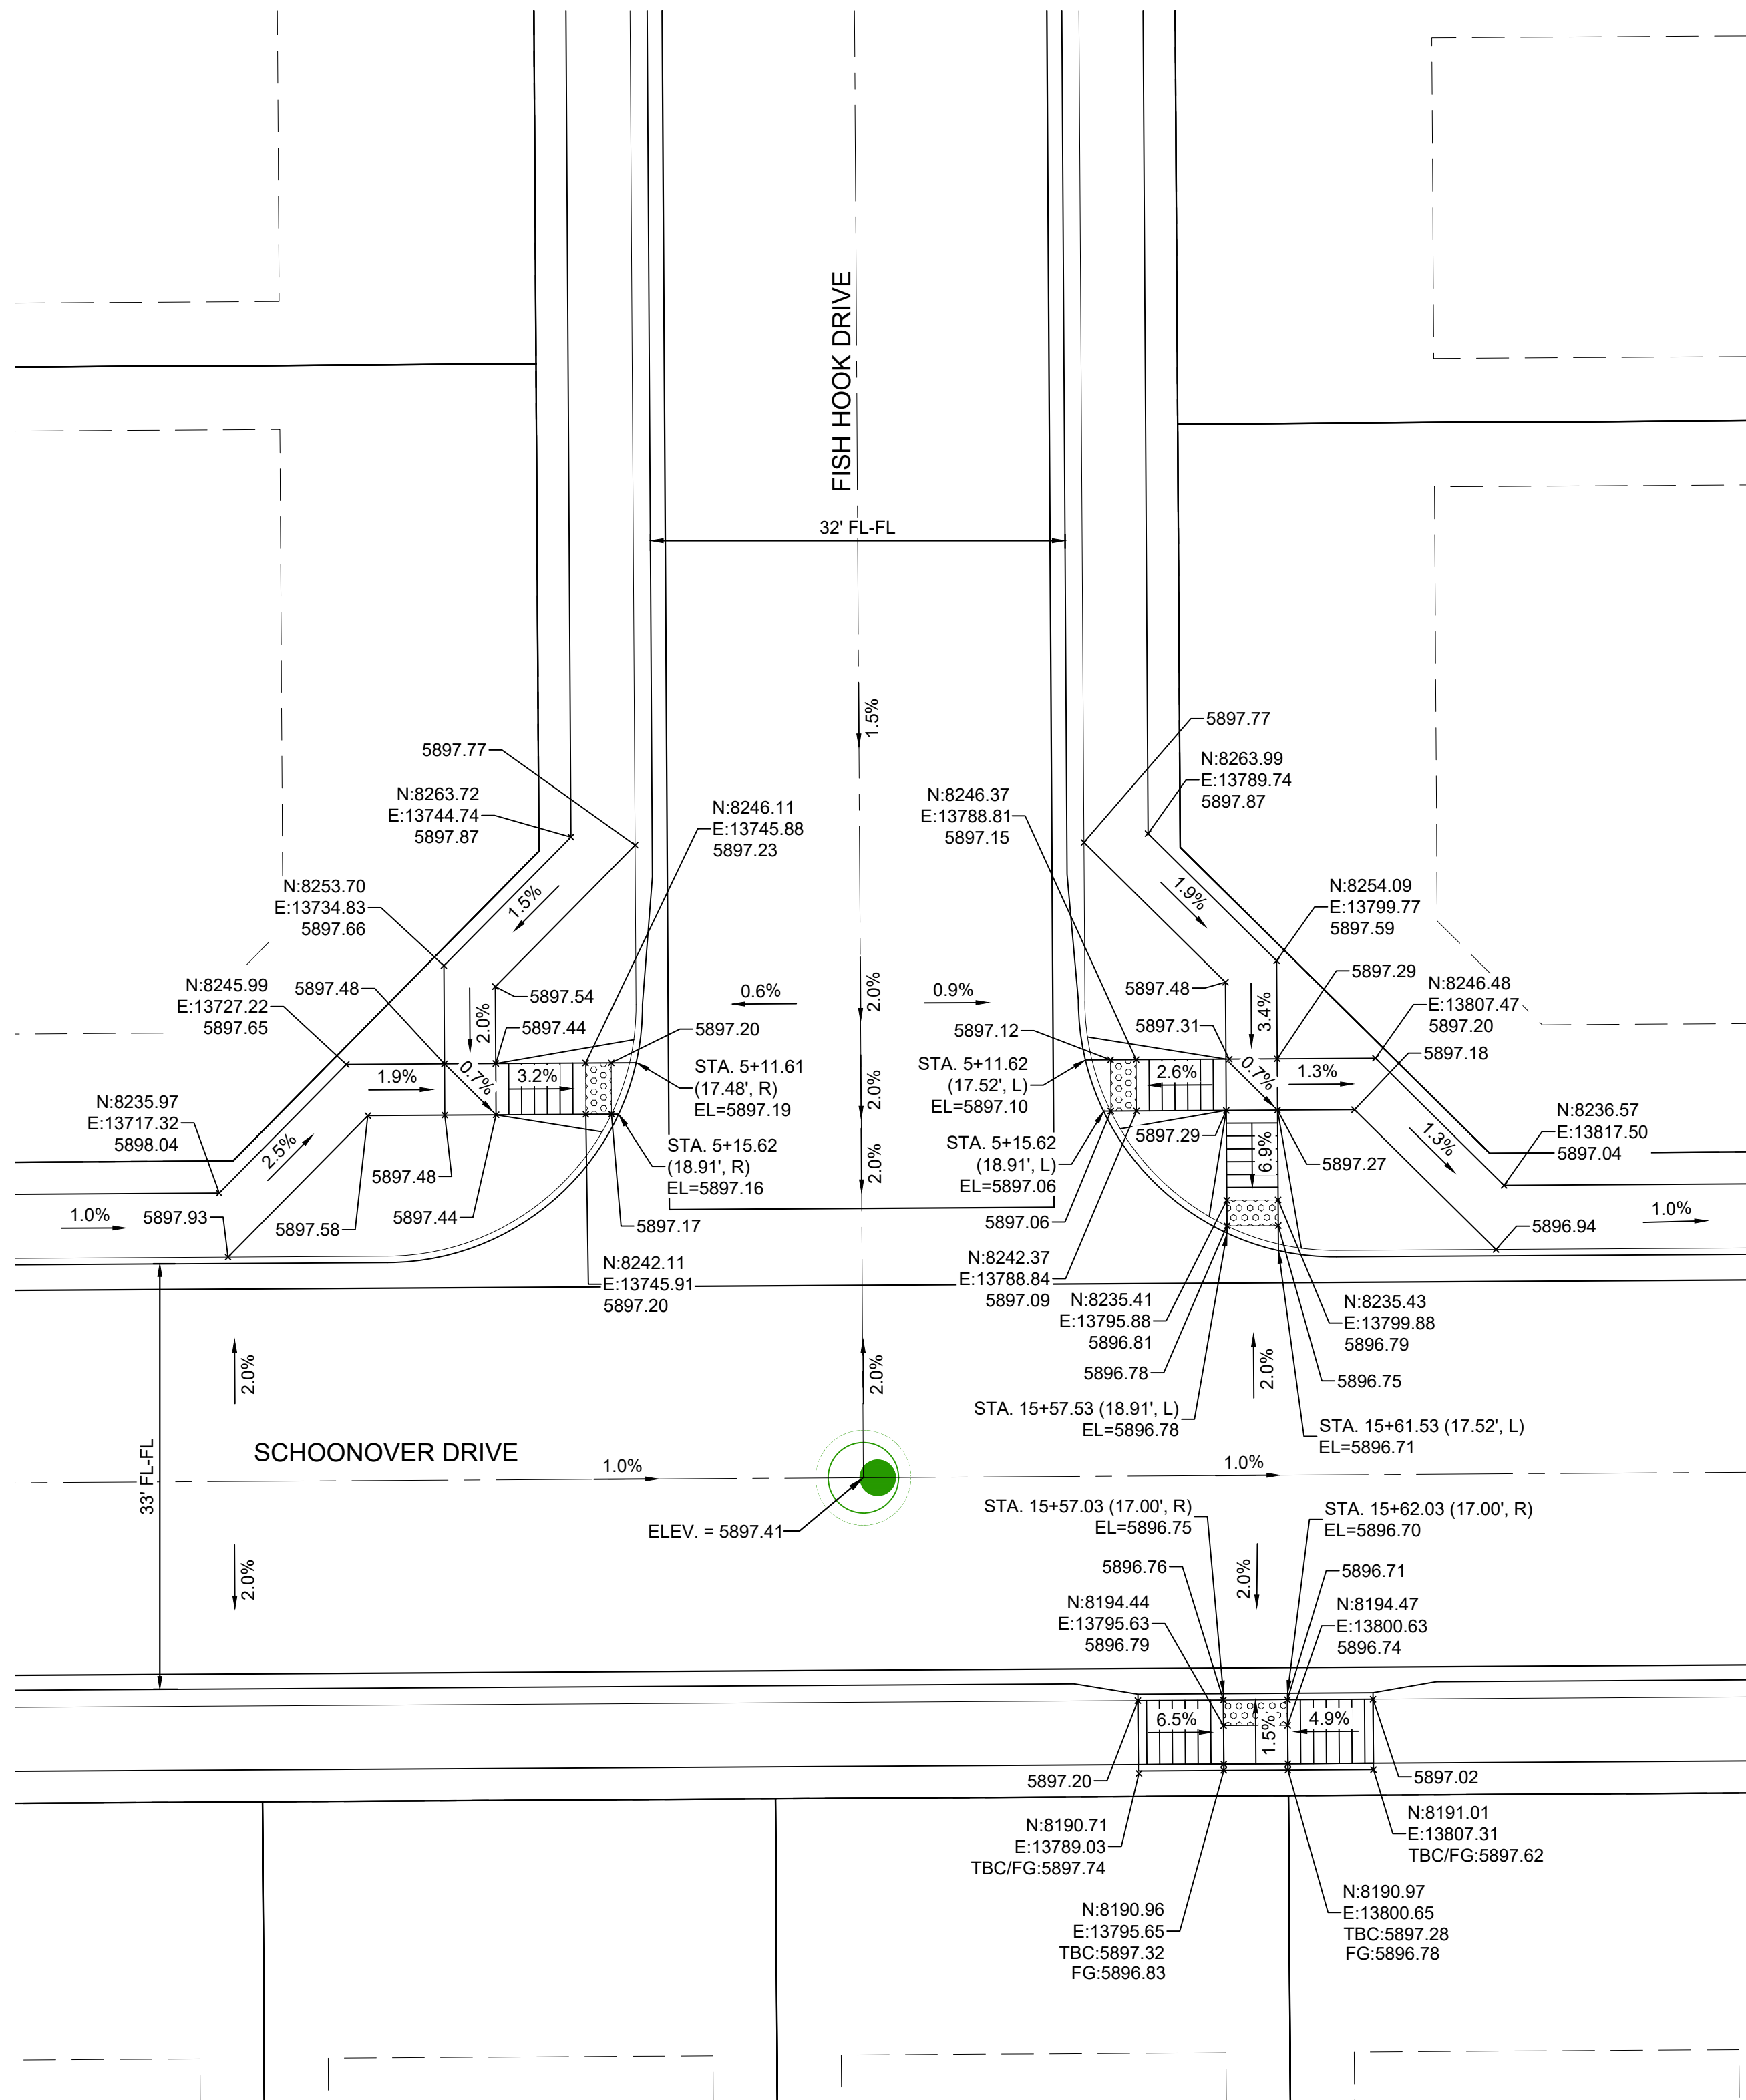 FISH HOOK DRIVE
32' FL-FL
1.5%
5897.77
5897.77
N:8263.72
E:13744.74
5897.87
N:8263.99
E:13789.74
5897.87
N:8246.11
E:13745.88
5897.23
N:8246.37
E:13788.81
5897.15
N:8253.70
E:13734.83
5897.66
1.5%
1.9%
N:8254.09
E:13799.77
5897.59
N:8245.99
E:13727.22
5897.65
5897.48
5897.54
2.0%
5897.44
0.6%
2.0%
0.9%
5897.48
5897.29
N:8246.48
E:13807.47
5897.20
3.4%
5897.31
5897.12
5897.20
5897.18
STA. 5+11.61
(17.48', R)
EL=5897.19
STA. 5+11.62
(17.52', L)
EL=5897.10
1.9%
0.7%
3.2%
2.0%
2.6%
0.7%
1.3%
N:8235.97
E:13717.32
5898.04
2.5%
STA. 5+15.62
(18.91', R)
EL=5897.16
2.0%
STA. 5+15.62
(18.91', L)
EL=5897.06
5897.29
6.9%
5897.27
1.3%
N:8236.57
E:13817.50
5897.04
5897.48
1.0%
5897.93
5897.58
5897.44
5897.17
5897.06
5896.94
1.0%
N:8242.11
E:13745.91
5897.20
N:8242.37
E:13788.84
5897.09
N:8235.41
E:13795.88
5896.81
N:8235.43
E:13799.88
5896.79
2.0%
2.0%
2.0%
5896.78
5896.75
STA. 15+57.53 (18.91', L)
EL=5896.78
STA. 15+61.53 (17.52', L)
EL=5896.71
33' FL-FL
SCHOONOVER DRIVE
1.0%
1.0%
ELEV. = 5897.41
STA. 15+57.03 (17.00', R)
EL=5896.75
STA. 15+62.03 (17.00', R)
EL=5896.70
2.0%
2.0%
5896.76
5896.71
N:8194.44
E:13795.63
5896.79
N:8194.47
E:13800.63
5896.74
6.5%
1.5%
4.9%
5897.20
5897.02
N:8190.71
E:13789.03
TBC/FG:5897.74
N:8191.01
E:13807.31
TBC/FG:5897.62
N:8190.96
E:13795.65
TBC:5897.32
FG:5896.83
N:8190.97
E:13800.65
TBC:5897.28
FG:5896.78